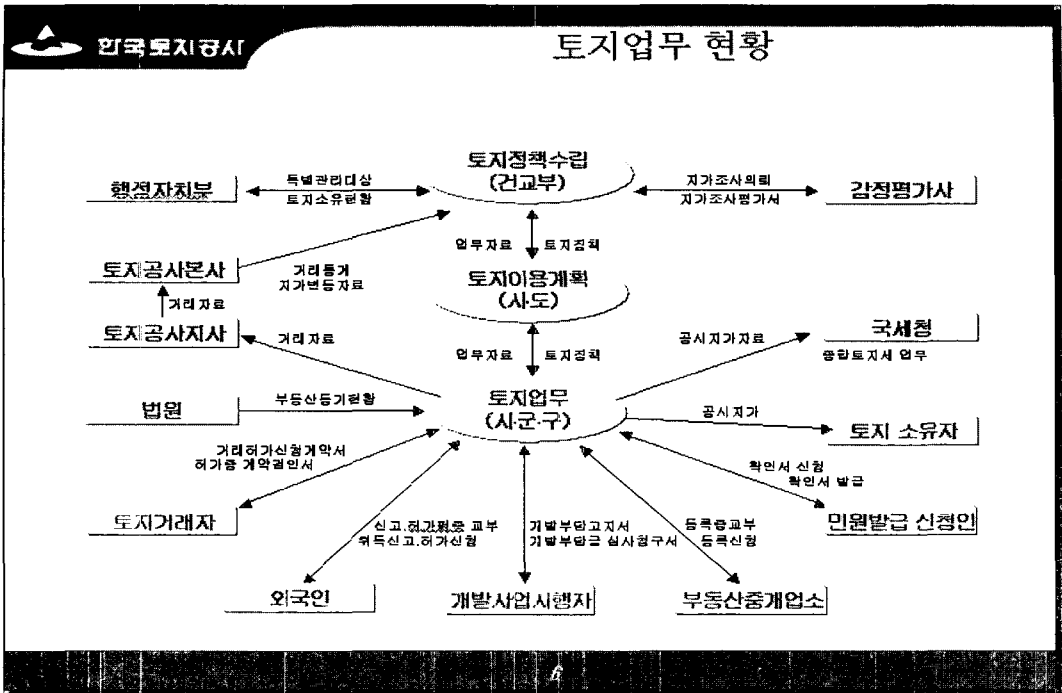 한국토지공사
토지업무 현황
토지정책수립
(건교부)
행정자치부
특별관리대상
토지소유현황
지가조사의뢰
지가조사평가서
감정평가사
업무자료
토지정책
토지공사본사
거래통계
지가변동자료
토지이용계획
(시·도)
거래자료
토지공사지사
거래자료
업무자료
토지정책
공시지가자료
국세청
종합토지세 업무
법원
부동산등기현황
토지업무
(시·군·구)
공시지가
토지 소유자
거래허가신청계약서
허가증 계약검인서
확인서 신청
확인서 발급
토지거래자
신고.허가필증 교부
취득신고.허가신청
개발부담고지서
개발부담금 심사청구서
등록증교부
등록신청
민원발급 신청인
외국인
개발사업시행자
부동산중개업소
6